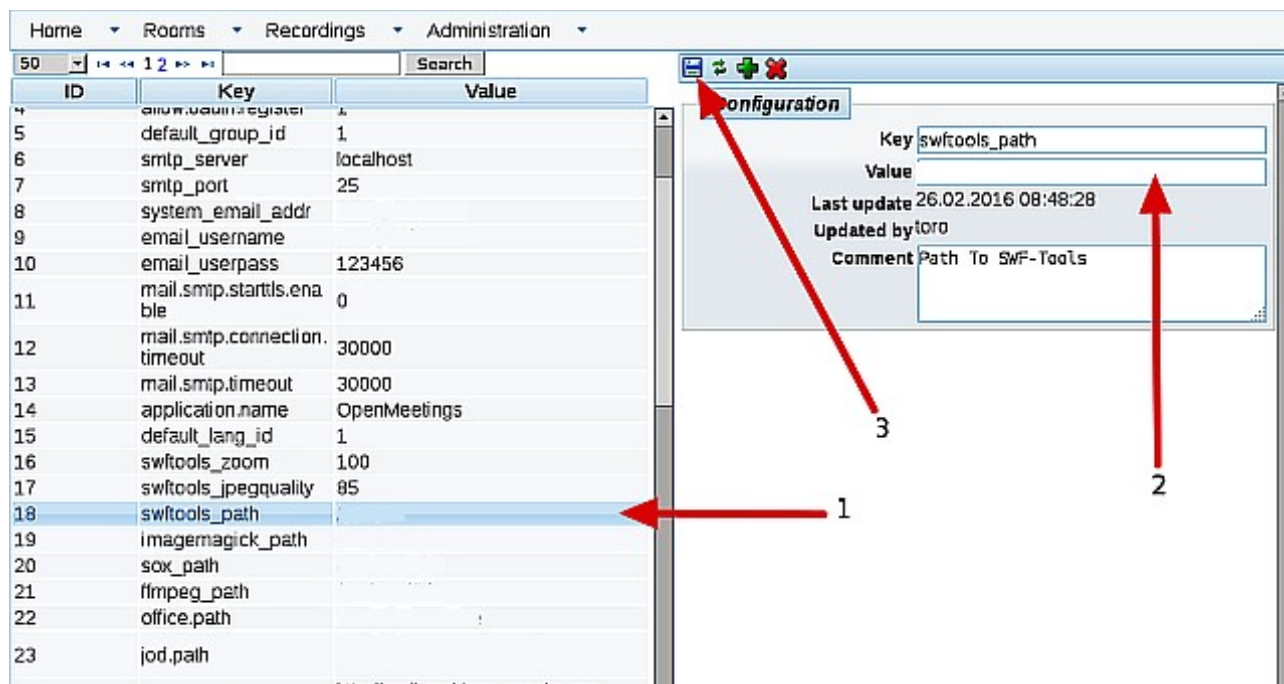 Home Rooms Recordings Administration
50 1 2 Search
ID Key Value
5 default_group_id 1
6 smtp_server localhost
7 smtp_port 25
8 system_email_addr
9 email_username
10 email_userpass 123456
11 mail.smtp.starttls.ena
ble 0
12 mail.smtp.connection.
timeout 30000
13 mail.smtp.timeout 30000
14 application.name OpenMeetings
15 default_lang_id 1
16 swftools_zoom 100
17 swftools_jpegquality 85
18 swftools_path
19 imagemagick_path
20 sox_path
21 ffmpeg_path
22 office.path
23 jod.path
Configuration
Key swftools_path
Value
Last update 26.02.2016 08:48:28
Updated by toro
Comment Path To SWF-Tools
3
2
1